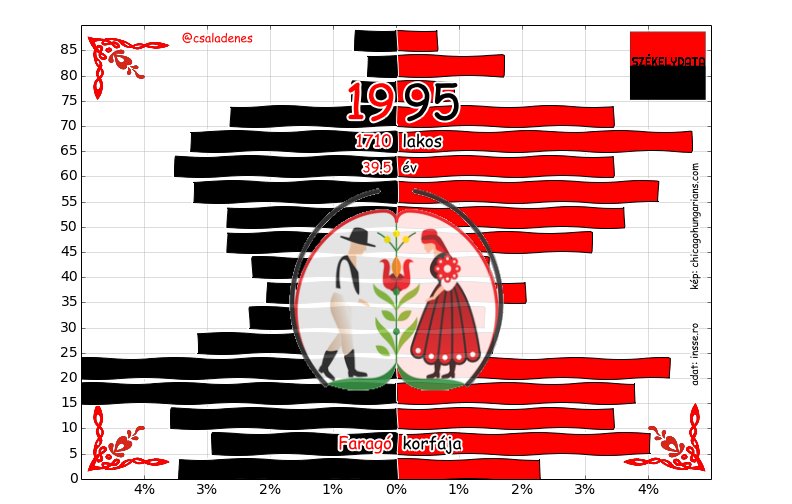 @csaladenes
SZÉKELYDATA
1995
1710 lakos
39.5 év
kép: chicagohungarians.com
adat: insse.ro
Faragó korfája
85
80
75
70
65
60
55
50
45
40
35
30
25
20
15
10
5
0
4% 3% 2% 1% 0% 1% 2% 3% 4%